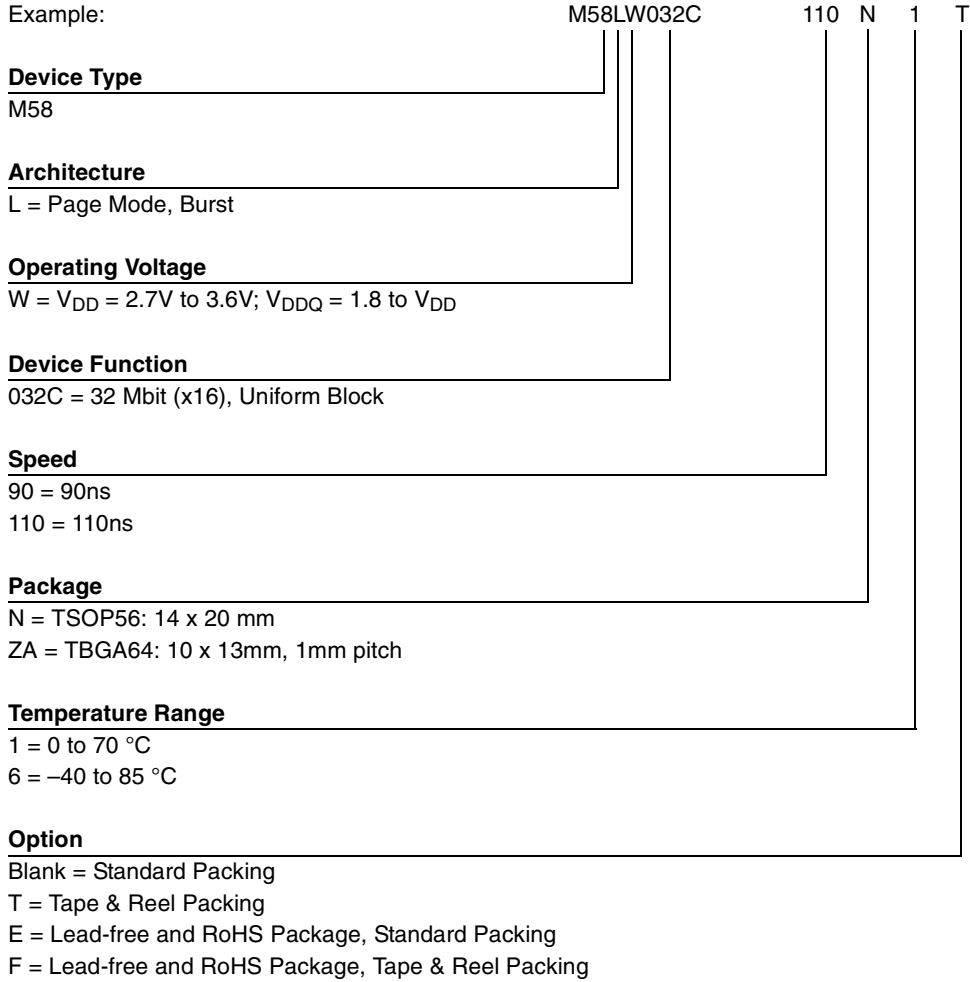 Example: M58LW032C 110 N 1 T
Device Type
M58
Architecture
L = Page Mode, Burst
Operating Voltage
W = VDD = 2.7V to 3.6V; VDDQ = 1.8 to VDD
Device Function
032C = 32 Mbit (x16), Uniform Block
Speed
90 = 90ns
110 = 110ns
Package
N = TSOP56: 14 x 20 mm
ZA = TBGA64: 10 x 13mm, 1mm pitch
Temperature Range
1 = 0 to 70 °C
6 = –40 to 85 °C
Option
Blank = Standard Packing
T = Tape & Reel Packing
E = Lead-free and RoHS Package, Standard Packing
F = Lead-free and RoHS Package, Tape & Reel Packing